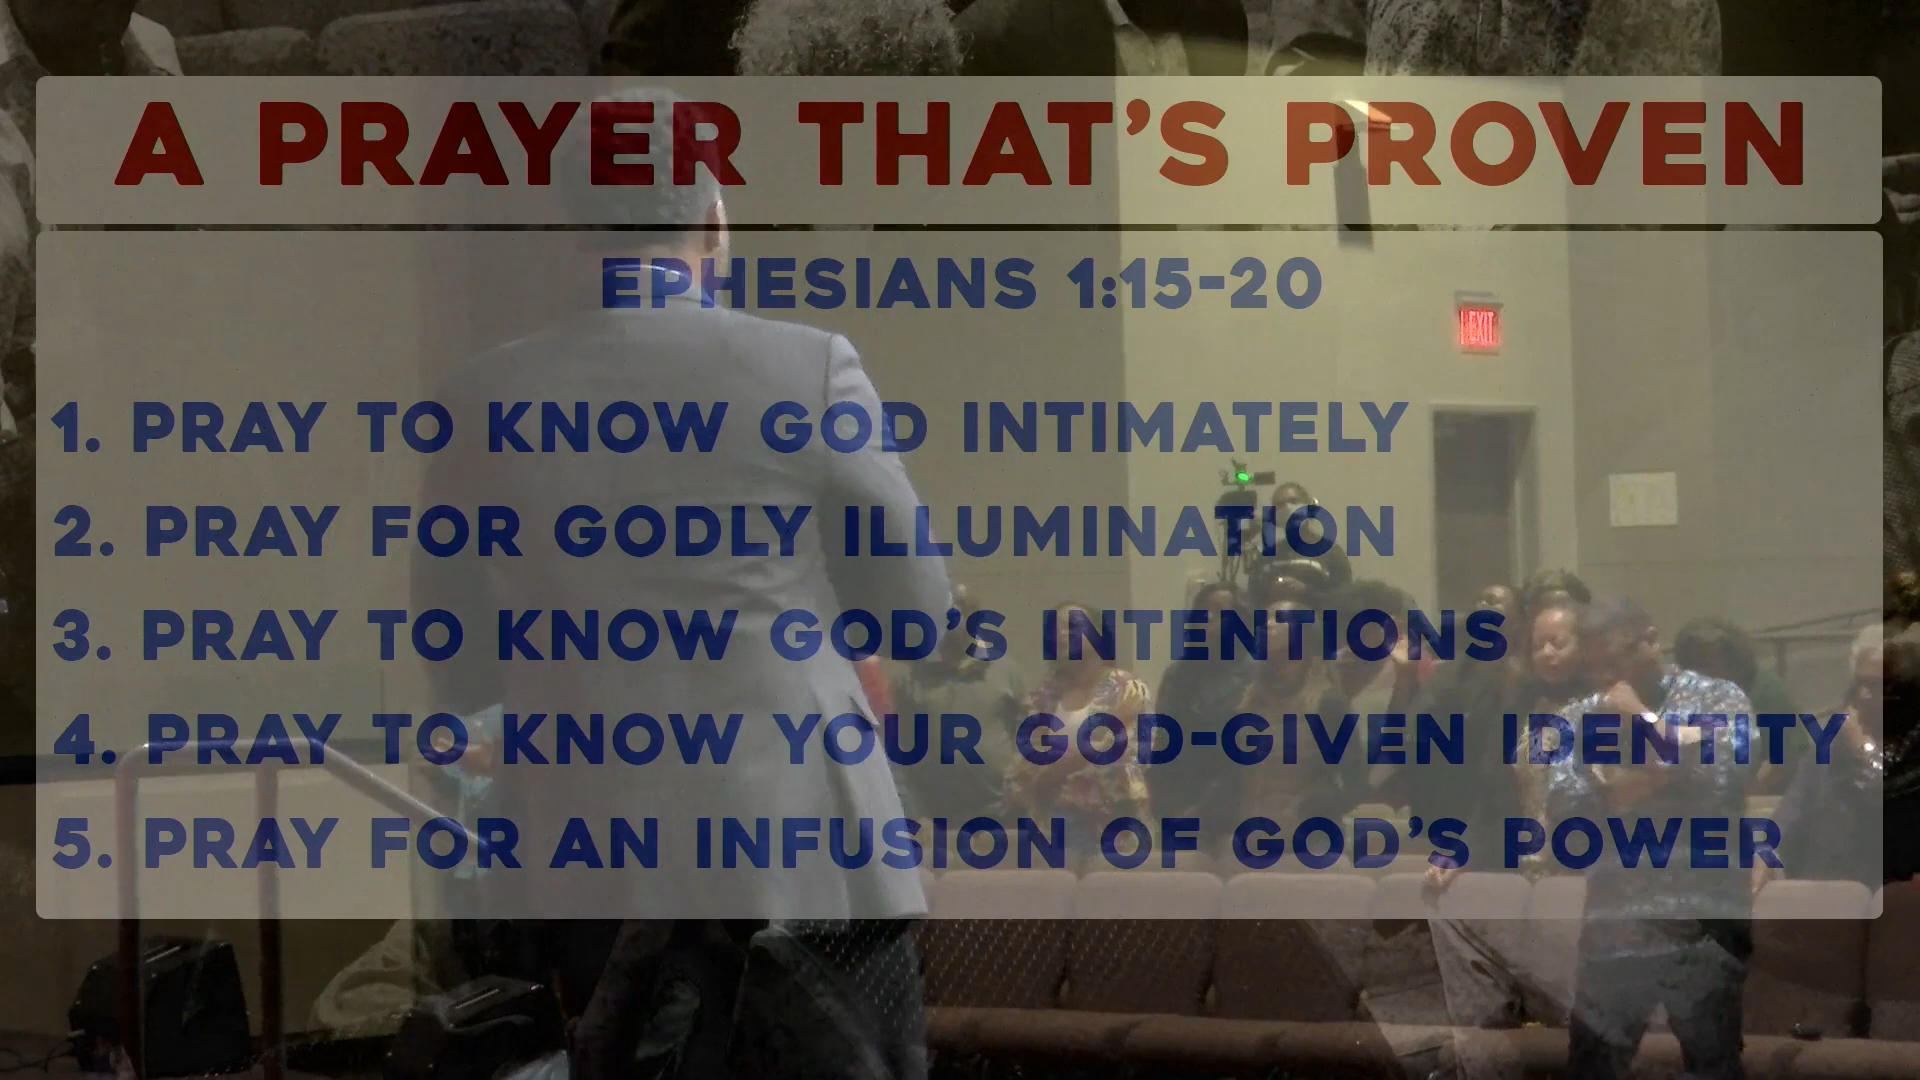 A PRAYER THAT’S PROVEN
EPHESIANS 1:15-20
EXIT
1. PRAY TO KNOW GOD INTIMATELY
2. PRAY FOR GODLY ILLUMINATION
3. PRAY TO KNOW GOD’S INTENTIONS
4. PRAY TO KNOW YOUR GOD-GIVEN IDENTITY
5. PRAY FOR AN INFUSION OF GOD’S POWER